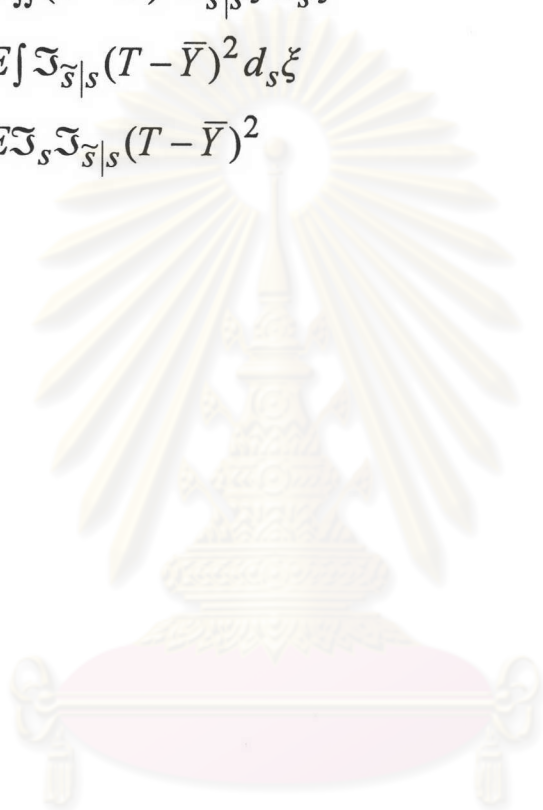 E∫ℑ_{s̃|s}(T − Ȳ)² d_sξ
Eℑ_sℑ_{s̃|s}(T − Ȳ)²